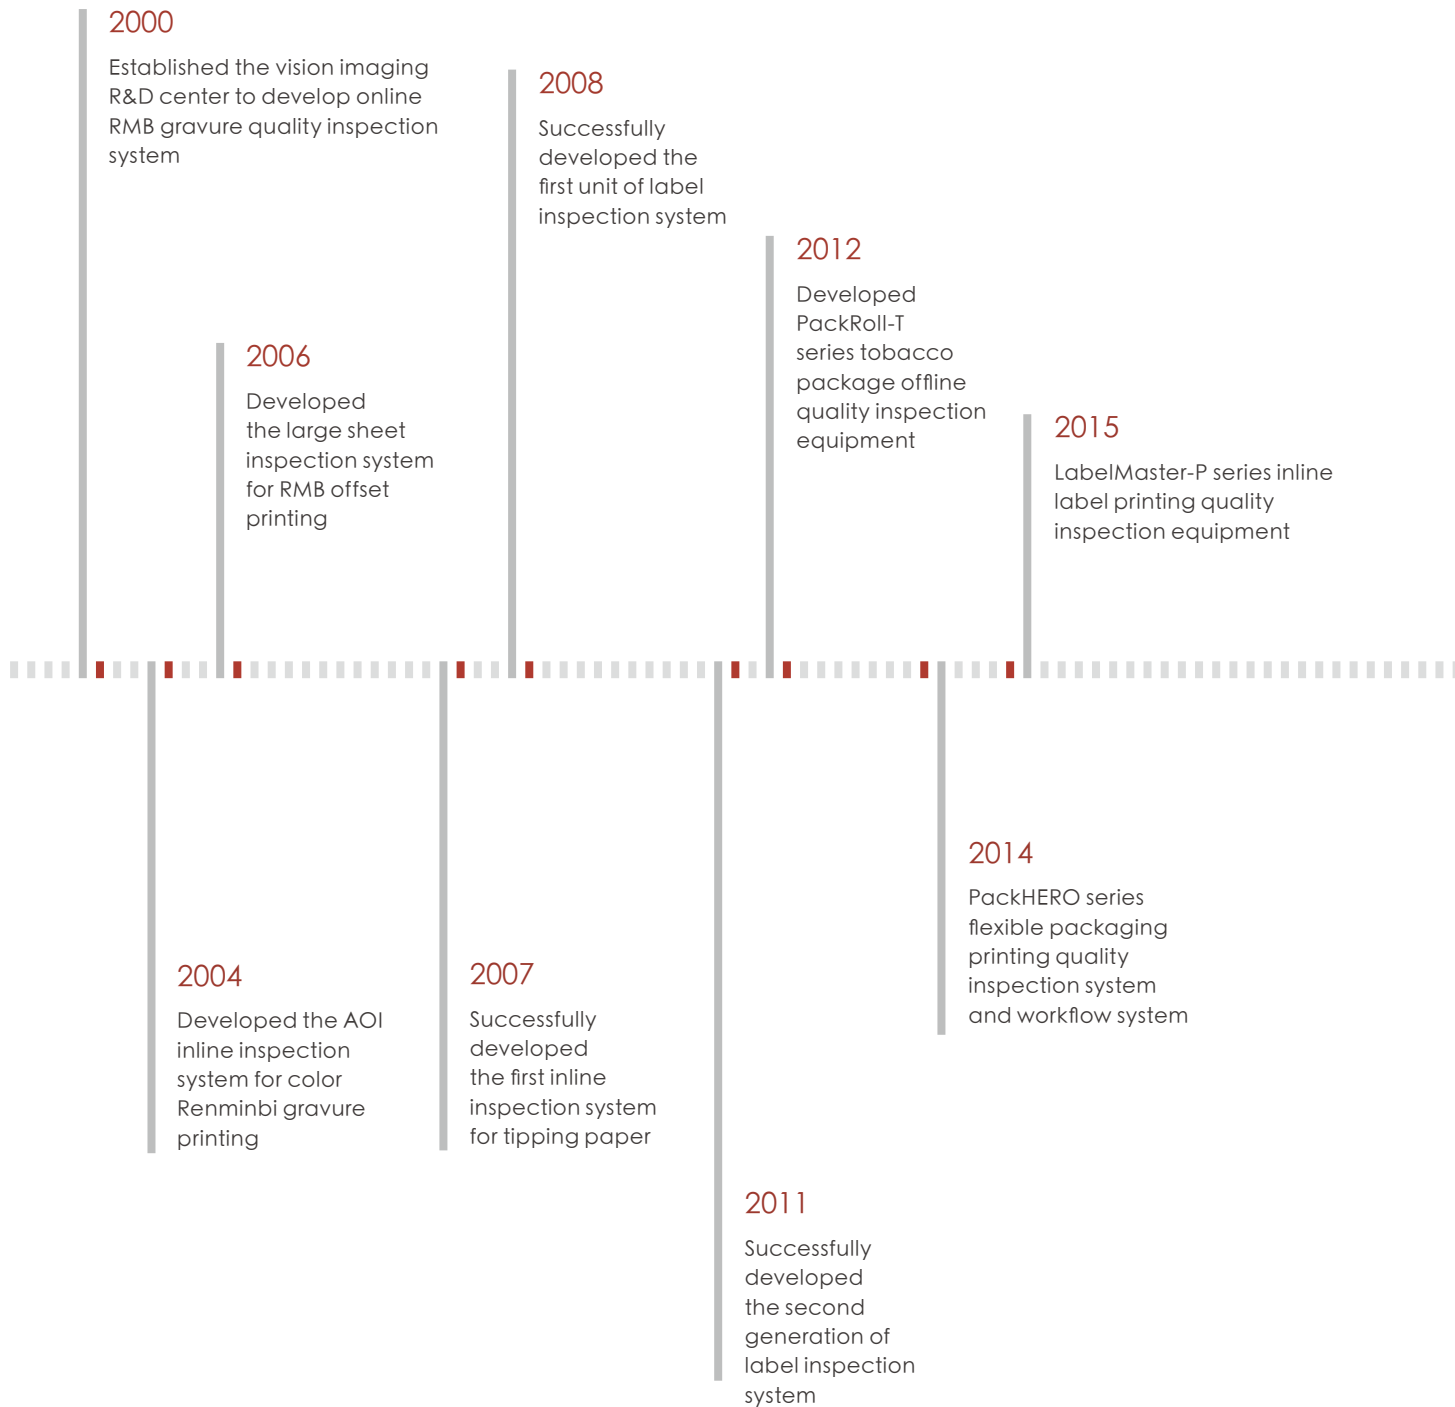 2000
Established the vision imaging
R&D center to develop online
RMB gravure quality inspection
system
2008
Successfully
developed the
first unit of label
inspection system
2012
Developed
PackRoll-T
series tobacco
package offline
quality inspection
equipment
2006
Developed
the large sheet
inspection system
for RMB offset
printing
2015
LabelMaster-P series inline
label printing quality
inspection equipment
2014
PackHERO series
flexible packaging
printing quality
inspection system
and workflow system
2004
Developed the AOI
inline inspection
system for color
Renminbi gravure
printing
2007
Successfully
developed
the first inline
inspection system
for tipping paper
2011
Successfully
developed
the second
generation of
label inspection
system